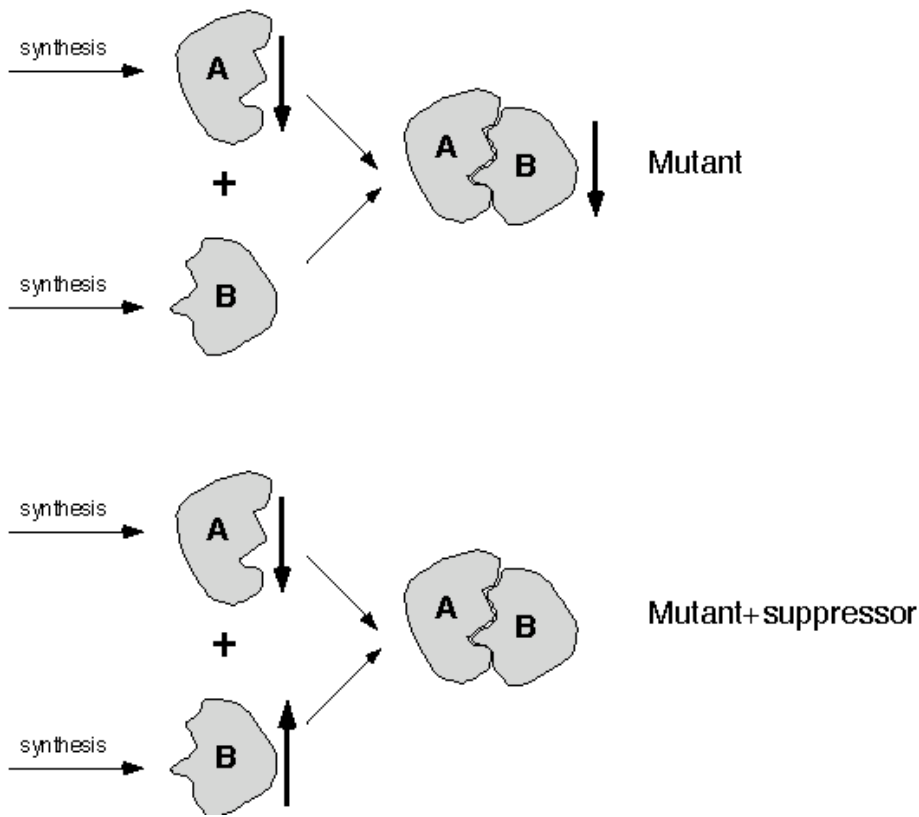 synthesis
A
+
A
B
Mutant
synthesis
B
synthesis
A
+
A
B
Mutant+suppressor
synthesis
B